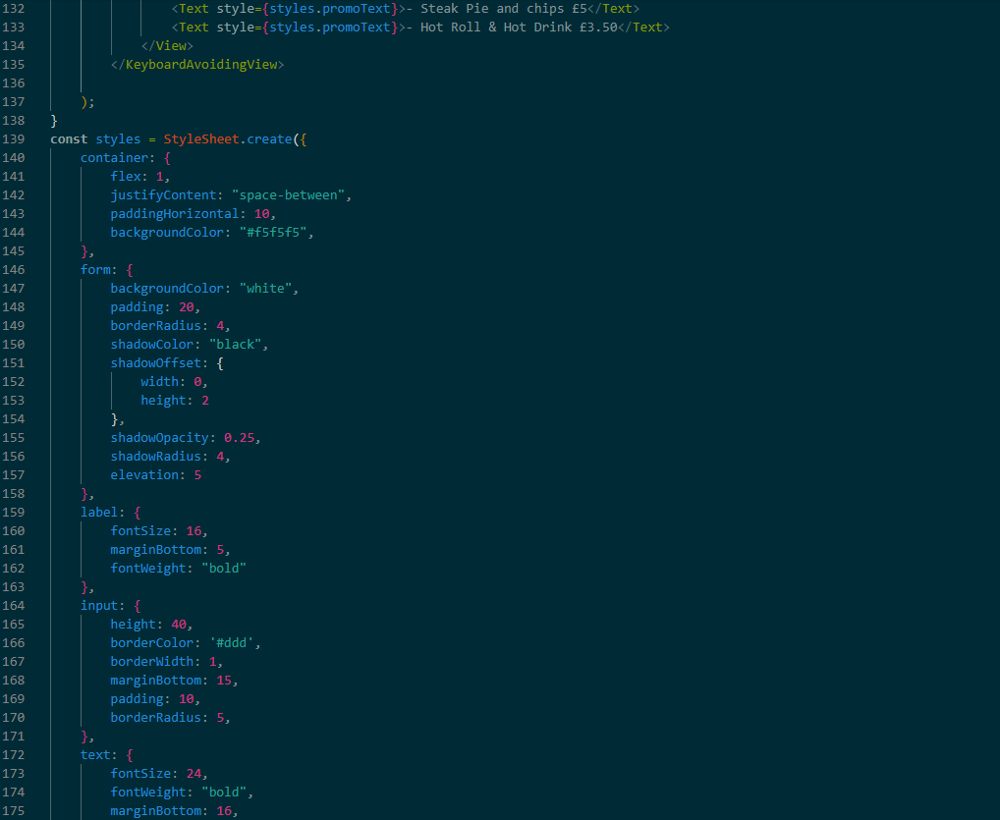 132 <Text style={styles.promoText}>- Steak Pie and chips £5</Text>
133 <Text style={styles.promoText}>- Hot Roll & Hot Drink £3.50</Text>
134 </View>
135 </KeyboardAvoidingView>
136
137 );
138 }
139 const styles = StyleSheet.create({
140 container: {
141 flex: 1,
142 justifyContent: "space-between",
143 paddingHorizontal: 10,
144 backgroundColor: "#f5f5f5",
145 },
146 form: {
147 backgroundColor: "white",
148 padding: 20,
149 borderRadius: 4,
150 shadowColor: "black",
151 shadowOffset: {
152 width: 0,
153 height: 2
154 },
155 shadowOpacity: 0.25,
156 shadowRadius: 4,
157 elevation: 5
158 },
159 label: {
160 fontSize: 16,
161 marginBottom: 5,
162 fontWeight: "bold"
163 },
164 input: {
165 height: 40,
166 borderColor: '#ddd',
167 borderWidth: 1,
168 marginBottom: 15,
169 padding: 10,
170 borderRadius: 5,
171 },
172 text: {
173 fontSize: 24,
174 fontWeight: "bold",
175 marginBottom: 16,